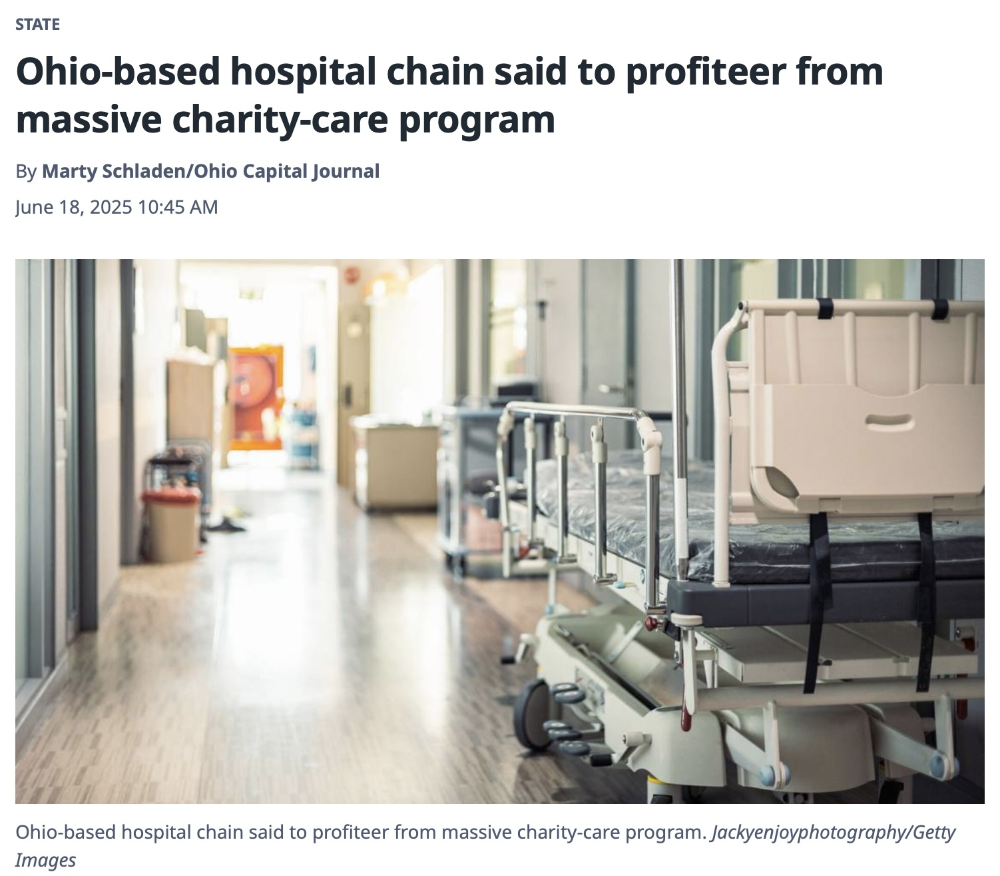 STATE
Ohio-based hospital chain said to profiteer from
massive charity-care program
By Marty Schladen/Ohio Capital Journal
June 18, 2025 10:45 AM
Ohio-based hospital chain said to profiteer from massive charity-care program. Jackyenjoyphotography/Getty
Images